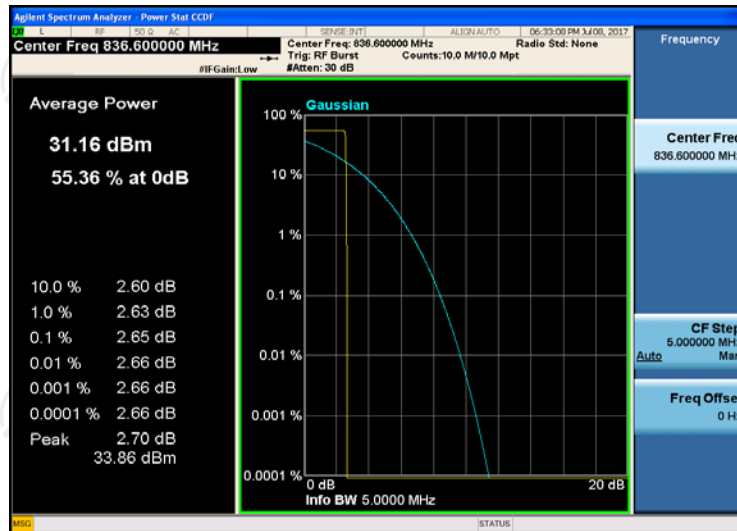 Agilent Spectrum Analyzer - Power Stat CCDF
L RF 50 Ω AC SENSE:INT ALIGN AUTO 06:33:08 PM Jul 08, 2017
Center Freq 836.600000 MHz
Center Freq: 836.600000 MHz Radio Std: None
Trig: RF Burst Counts:10.0 M/10.0 Mpt
#IFGain:Low #Atten: 30 dB
Frequency
Average Power
31.16 dBm
55.36 % at 0dB
10.0 % 2.60 dB
1.0 % 2.63 dB
0.1 % 2.65 dB
0.01 % 2.66 dB
0.001 % 2.66 dB
0.0001 % 2.66 dB
Peak 2.70 dB
33.86 dBm
Gaussian
100 %
10 %
1 %
0.1 %
0.01 %
0.001 %
0.0001 %
0 dB 20 dB
Info BW 5.0000 MHz
Center Freq
836.600000 MH
CF Step
5.000000 MH
Auto Man
Freq Offse
0 H
MSG STATUS